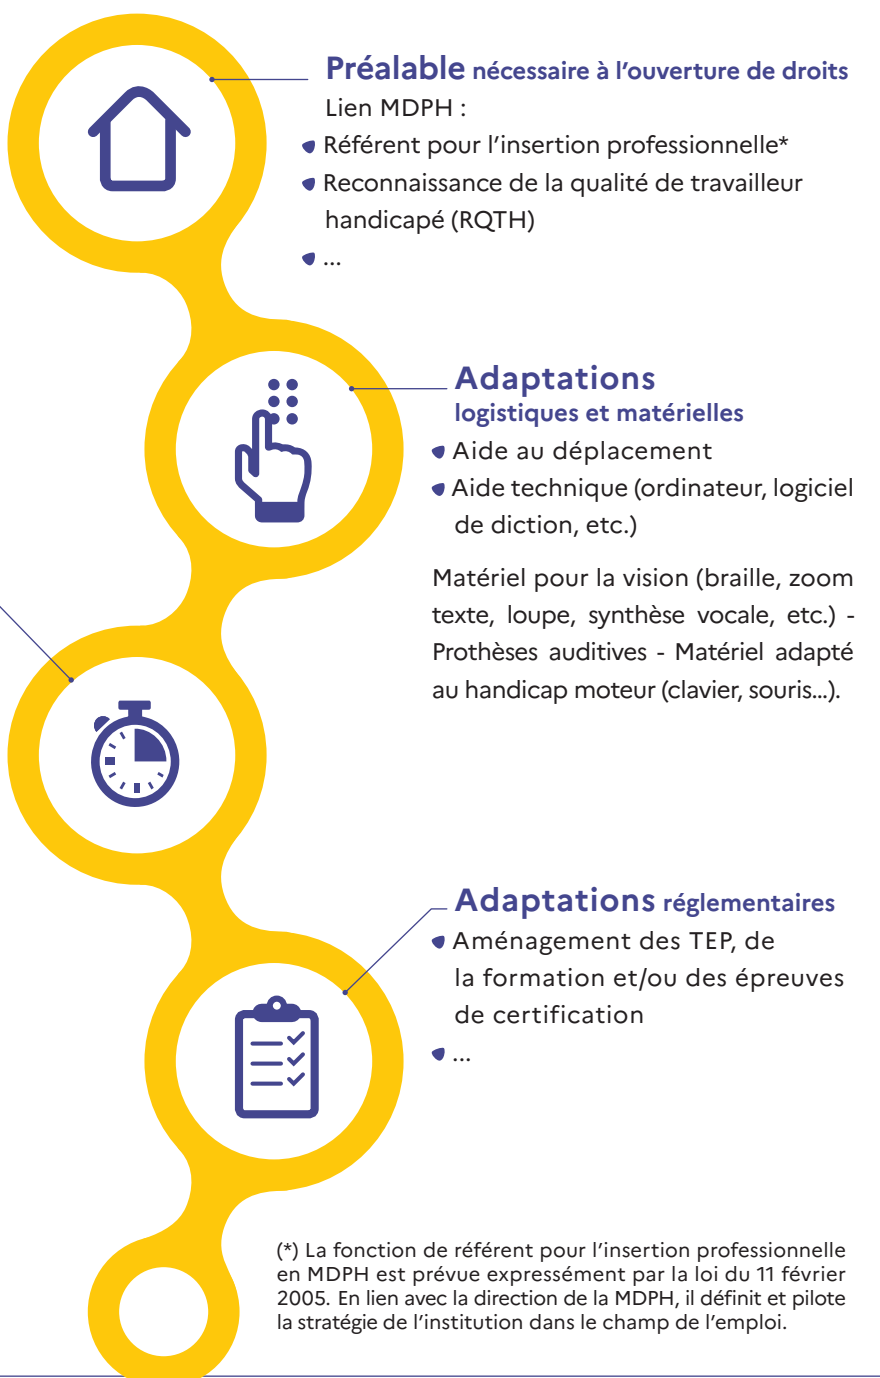 Préalable nécessaire à l'ouverture de droits
Lien MDPH :
Référent pour l'insertion professionnelle*
Reconnaissance de la qualité de travailleur
handicapé (RQTH)
...
Adaptations
logistiques et matérielles
Aide au déplacement
Aide technique (ordinateur, logiciel
de diction, etc.)
Matériel pour la vision (braille, zoom
texte, loupe, synthèse vocale, etc.) -
Prothèses auditives - Matériel adapté
au handicap moteur (clavier, souris...).
Adaptations réglementaires
Aménagement des TEP, de
la formation et/ou des épreuves
de certification
...
(*) La fonction de référent pour l'insertion professionnelle
en MDPH est prévue expressément par la loi du 11 février
2005. En lien avec la direction de la MDPH, il définit et pilote
la stratégie de l'institution dans le champ de l'emploi.